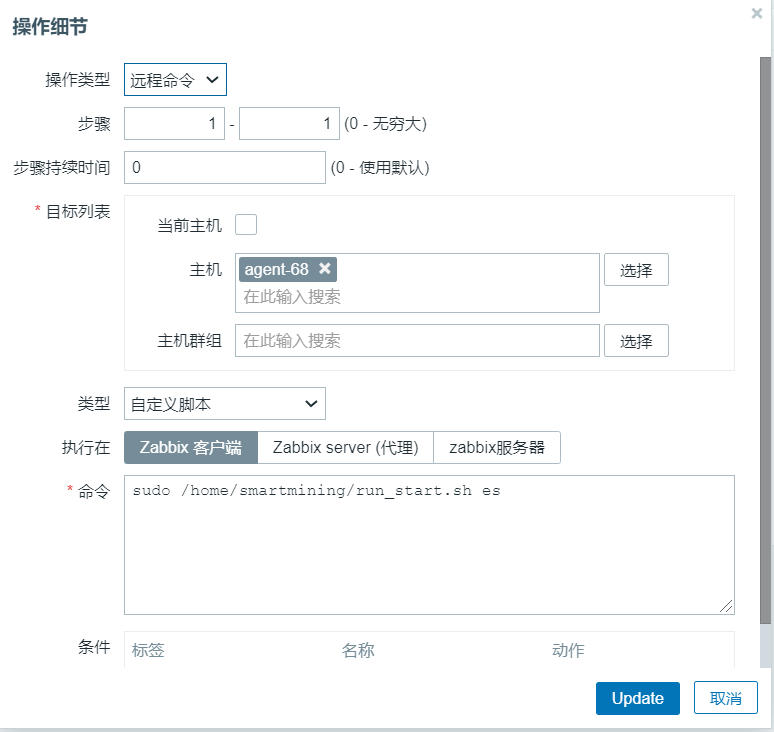 操作细节
操作类型 远程命令
步骤 1 - 1 (0 - 无穷大)
步骤持续时间 0 (0 - 使用默认)
* 目标列表
当前主机
主机 agent-68 选择
在此输入搜索
主机群组 在此输入搜索 选择
类型 自定义脚本
执行在 Zabbix 客户端 Zabbix server (代理) zabbix服务器
* 命令 sudo /home/smartmining/run_start.sh es
条件 标签 名称 动作
Update 取消